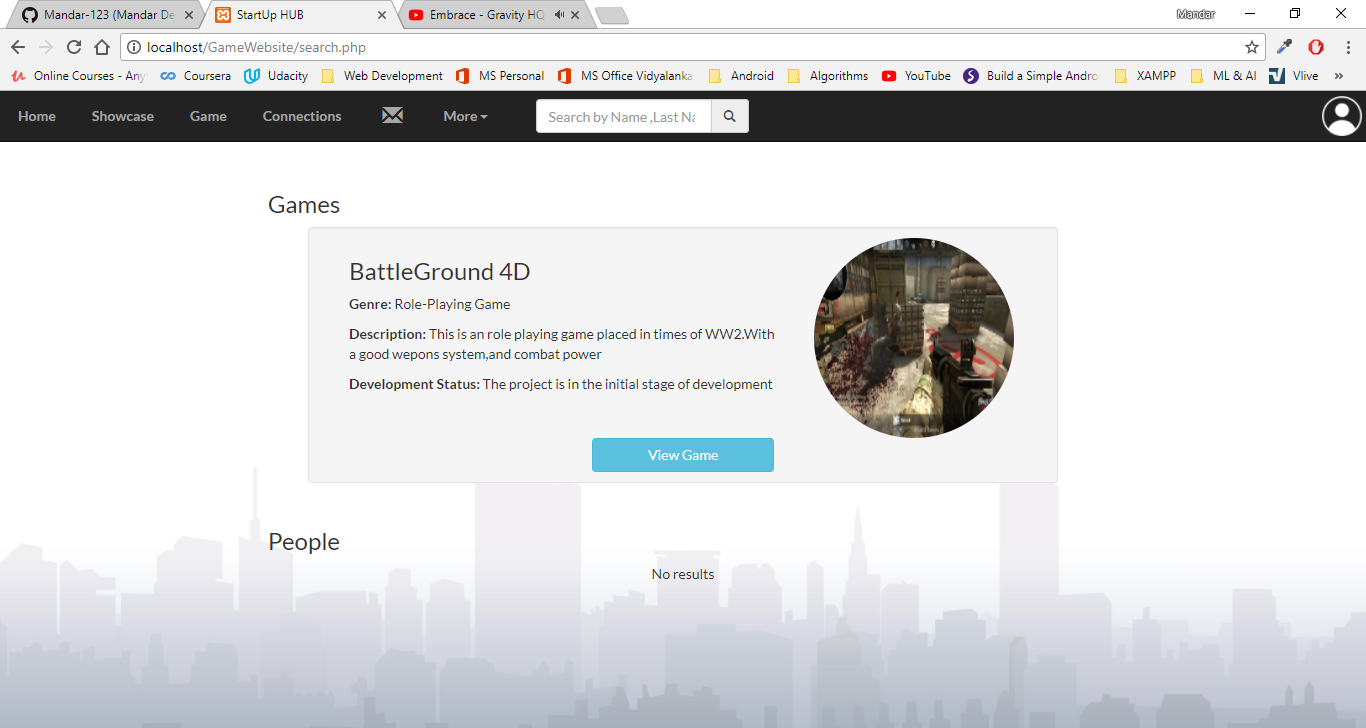 Mandar-123 (Mandar De
StartUp HUB
Embrace - Gravity HQ
Mandar
localhost/GameWebsite/search.php
Online Courses - Any
Coursera
Udacity
Web Development
MS Personal
MS Office Vidyalanka
Android
Algorithms
YouTube
Build a Simple Andro
XAMPP
ML & AI
Vlive
»
Home
Showcase
Game
Connections
More
Search by Name ,Last Na
Games
BattleGround 4D
Genre: Role-Playing Game
Description: This is an role playing game placed in times of WW2.With
a good wepons system,and combat power
Development Status: The project is in the initial stage of development
View Game
People
No results